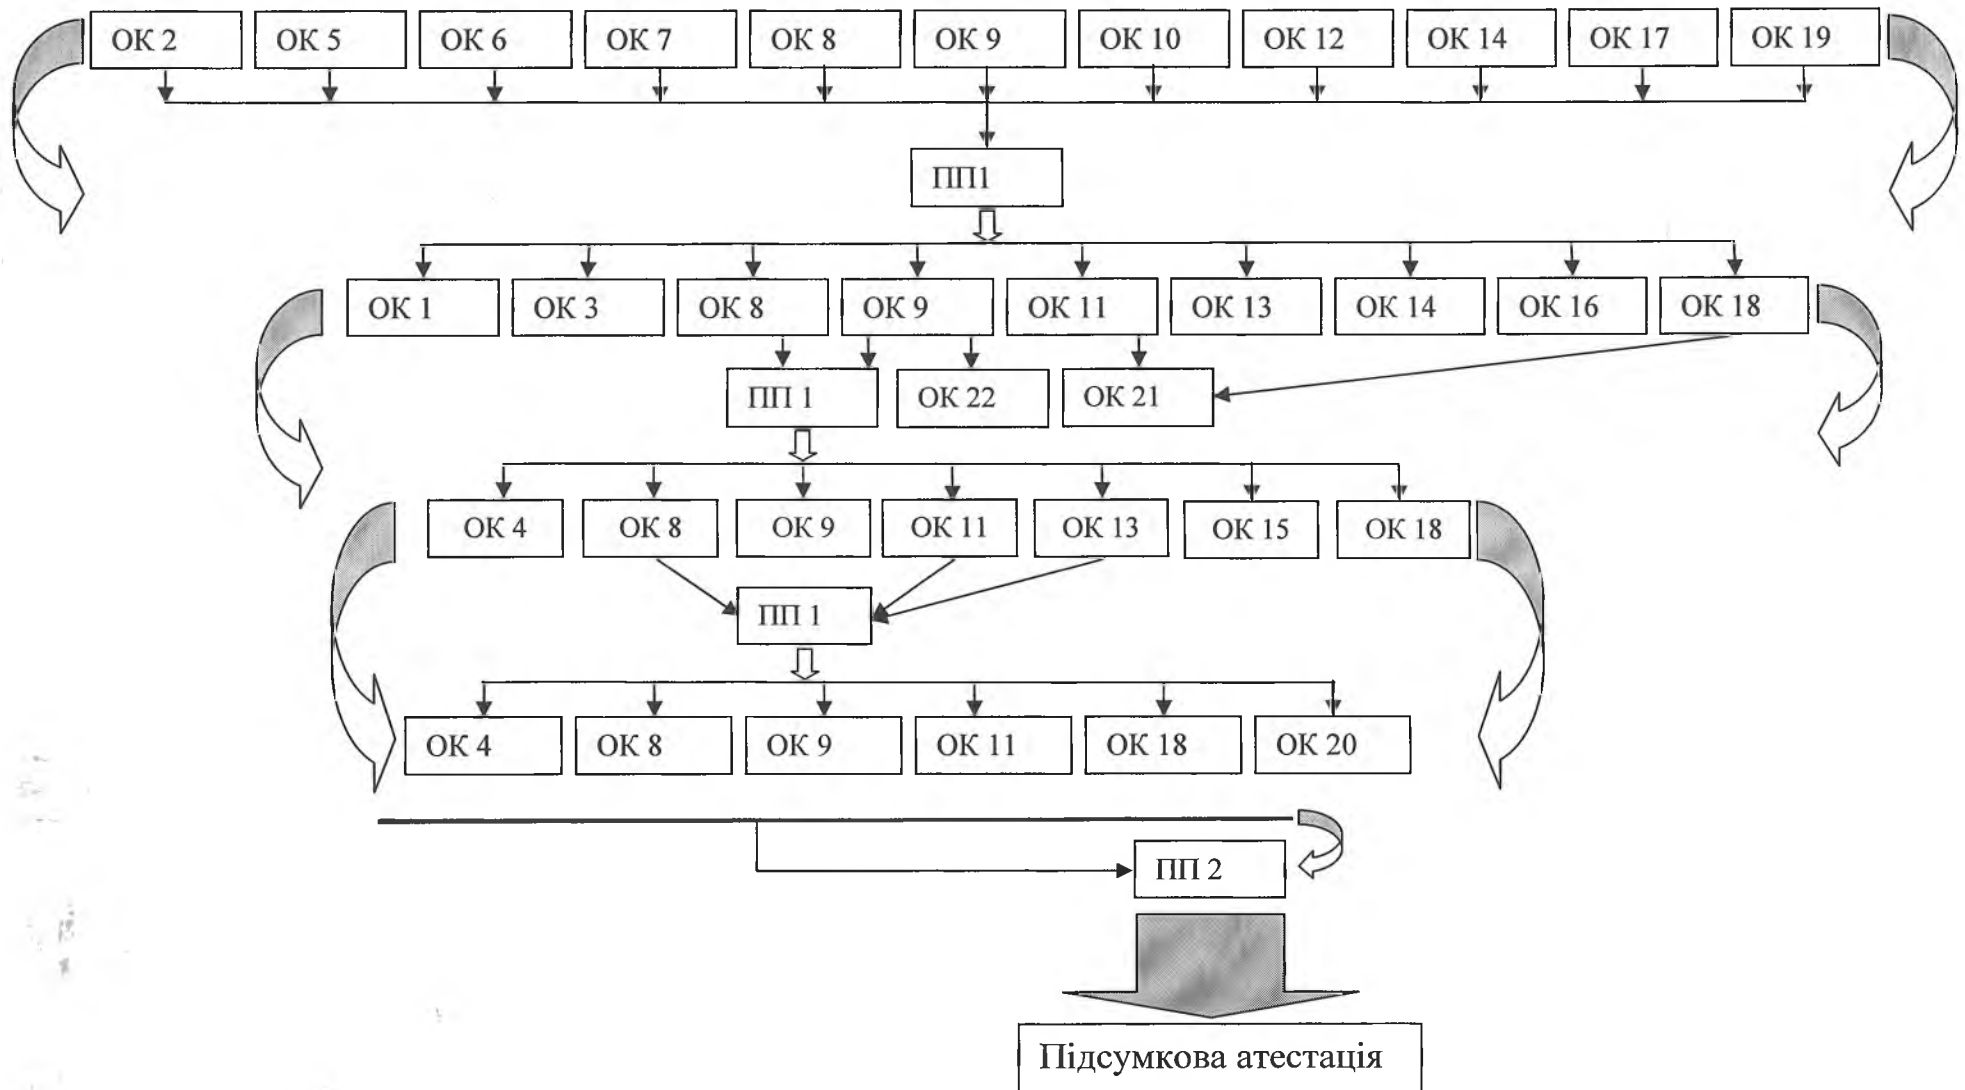 ОК 2 ОК 5 ОК 6 ОК 7 ОК 8 ОК 9 ОК 10 ОК 12 ОК 14 ОК 17 ОК 19
ПП1
ОК 1 ОК 3 ОК 8 ОК 9 ОК 11 ОК 13 ОК 14 ОК 16 ОК 18
ПП 1 ОК 22 ОК 21
ОК 4 ОК 8 ОК 9 ОК 11 ОК 13 ОК 15 ОК 18
ПП 1
ОК 4 ОК 8 ОК 9 ОК 11 ОК 18 ОК 20
ПП 2
Підсумкова атестація